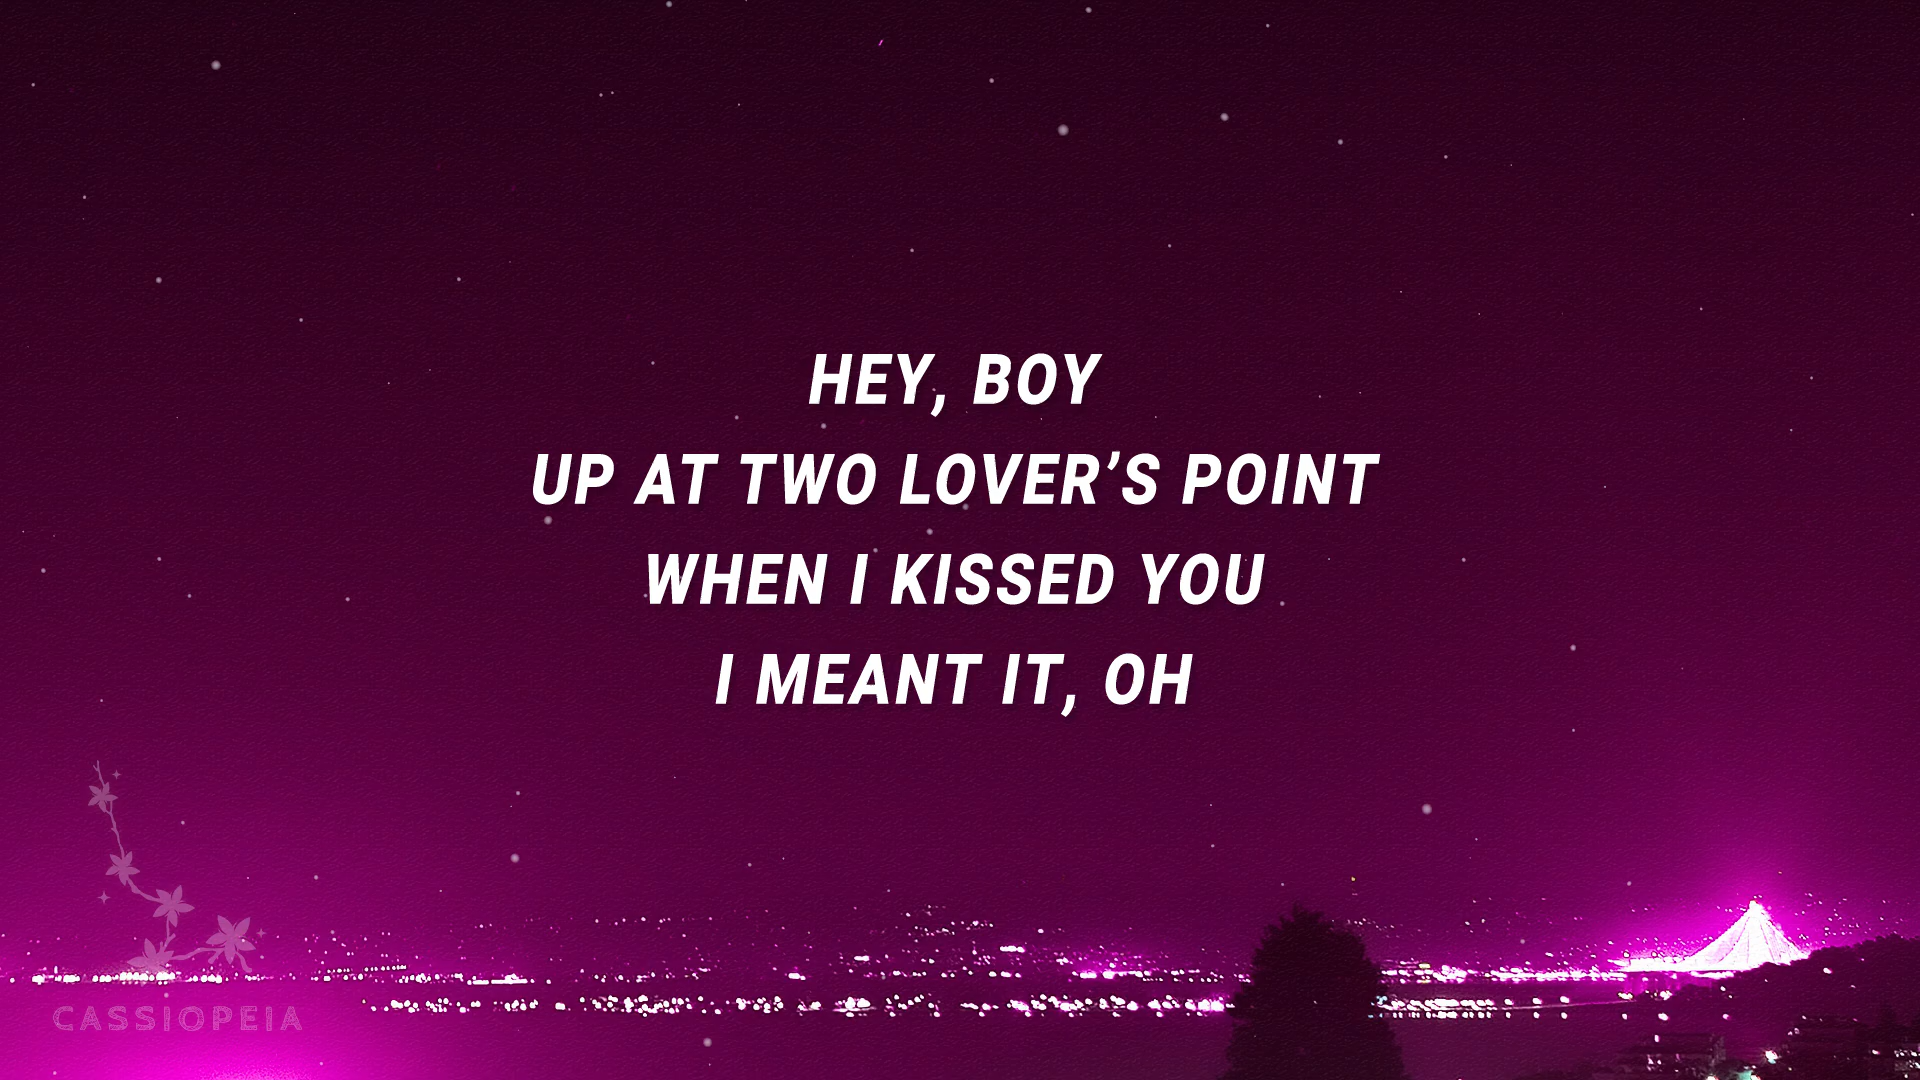 HEY, BOY
UP AT TWO LOVER’S POINT
WHEN I KISSED YOU
I MEANT IT, OH
CASSIOPEIA